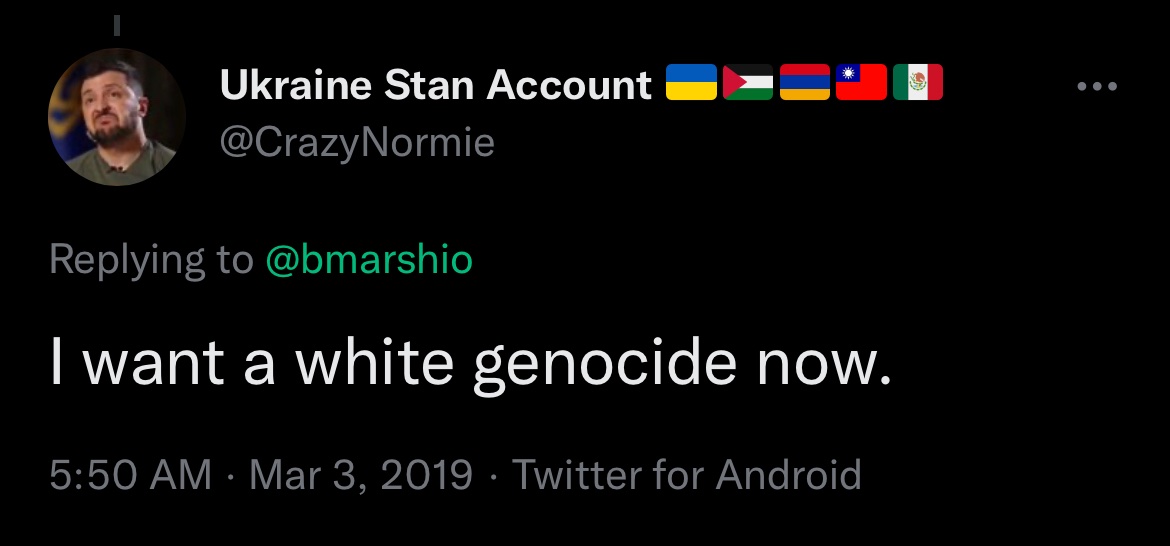 Ukraine Stan Account 🇺🇦🇵🇸🇦🇲🇹🇼🇲🇽
@CrazyNormie
Replying to @bmarshio
I want a white genocide now.
5:50 AM · Mar 3, 2019 · Twitter for Android